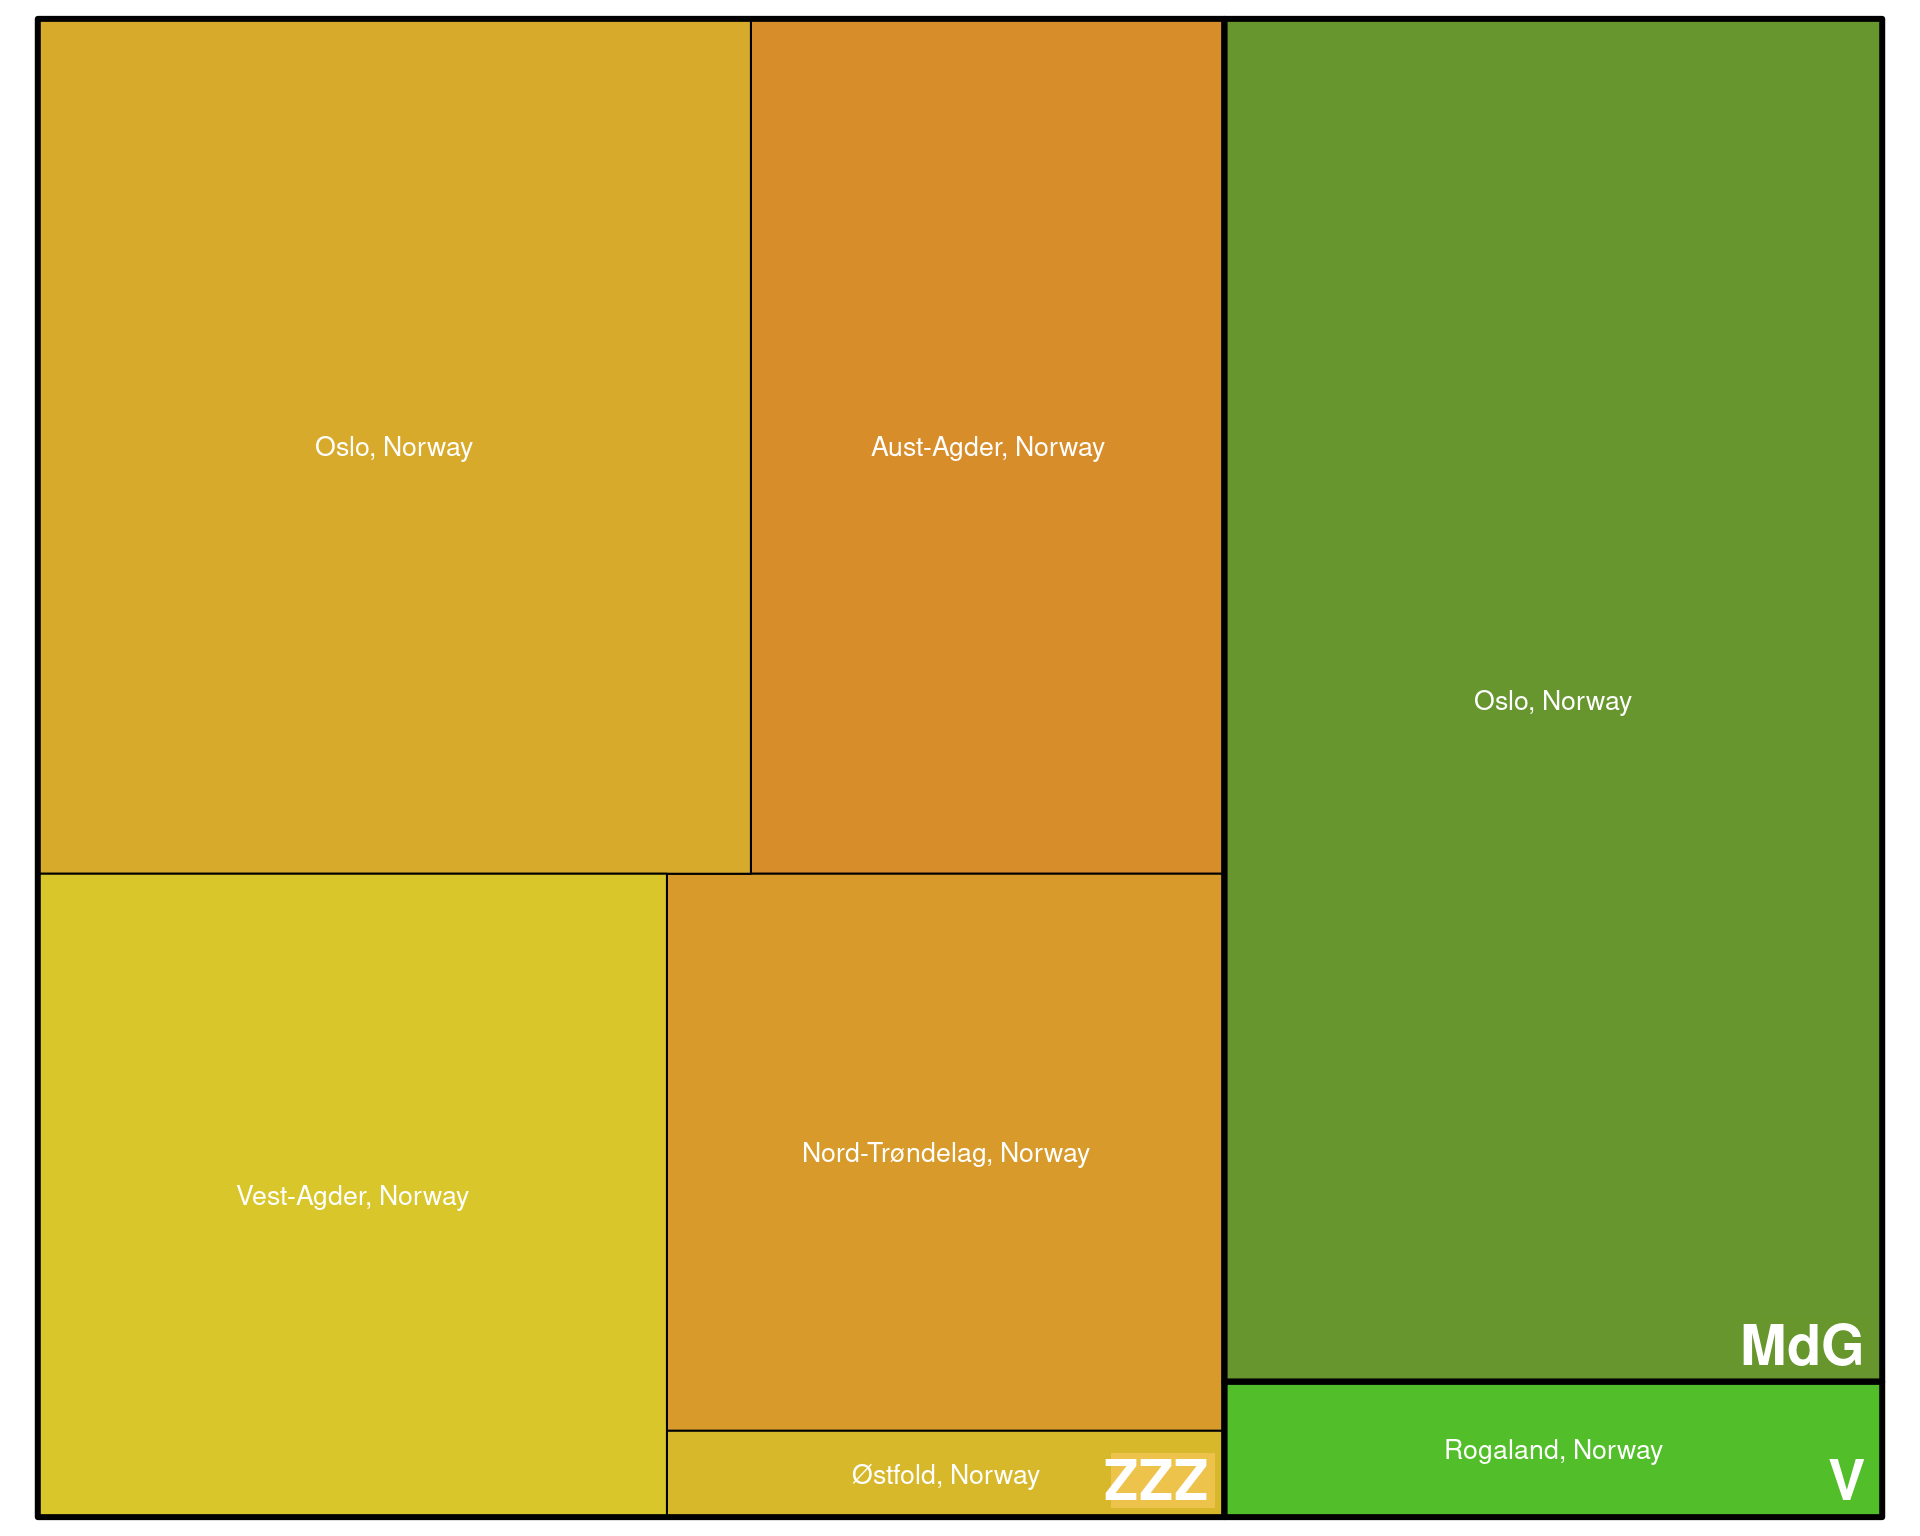 Oslo, Norway
Aust-Agder, Norway
Oslo, Norway
Vest-Agder, Norway
Nord-Trøndelag, Norway
Østfold, Norway
ZZZ
MdG
Rogaland, Norway
V